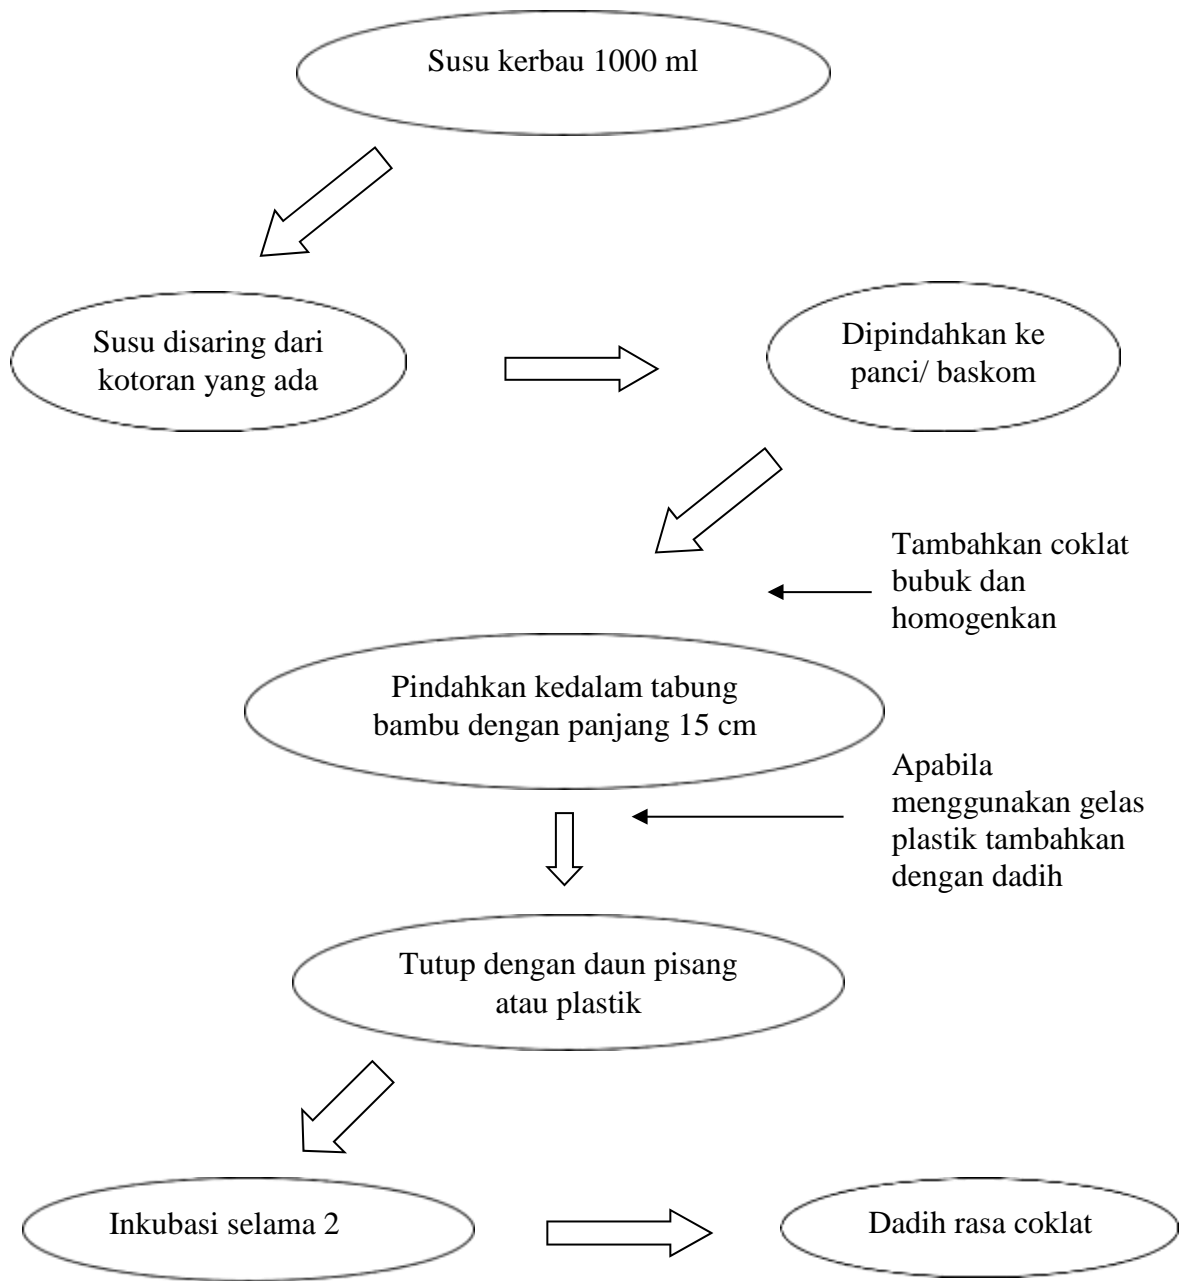 Susu kerbau 1000 ml
Susu disaring dari
kotoran yang ada
Dipindahkan ke
panci/ baskom
Tambahkan coklat
bubuk dan
homogenkan
Pindahkan kedalam tabung
bambu dengan panjang 15 cm
Apabila
menggunakan gelas
plastik tambahkan
dengan dadih
Tutup dengan daun pisang
atau plastik
Inkubasi selama 2
Dadih rasa coklat